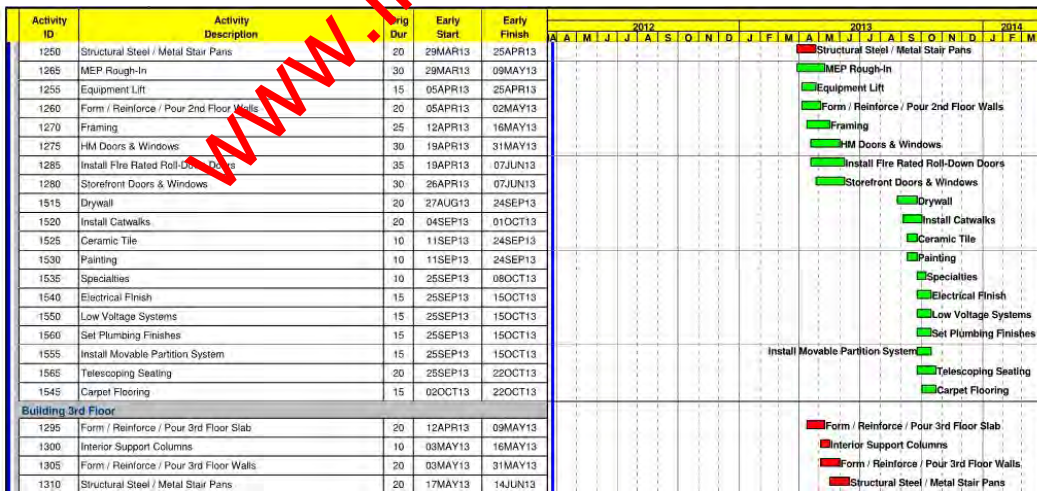 Activity ID Activity Description Orig Dur Early Start Early Finish
2012 2013 2014
A M J J A S O N D J F M A M J J A S O N D J F M
1250 Structural Steel / Metal Stair Pans 20 29MAR13 25APR13 Structural Steel / Metal Stair Pans
1265 MEP Rough-In 30 29MAR13 09MAY13 MEP Rough-In
1255 Equipment Lift 15 05APR13 25APR13 Equipment Lift
1260 Form / Reinforce / Pour 2nd Floor Walls 20 05APR13 02MAY13 Form / Reinforce / Pour 2nd Floor Walls
1270 Framing 25 12APR13 16MAY13 Framing
1275 HM Doors & Windows 30 19APR13 31MAY13 HM Doors & Windows
1285 Install Fire Rated Roll-Down Doors 35 19APR13 07JUN13 Install Fire Rated Roll-Down Doors
1280 Storefront Doors & Windows 30 26APR13 07JUN13 Storefront Doors & Windows
1515 Drywall 20 27AUG13 24SEP13 Drywall
1520 Install Catwalks 20 04SEP13 01OCT13 Install Catwalks
1525 Ceramic Tile 10 11SEP13 24SEP13 Ceramic Tile
1530 Painting 10 11SEP13 24SEP13 Painting
1535 Specialties 10 25SEP13 08OCT13 Specialties
1540 Electrical Finish 15 25SEP13 15OCT13 Electrical Finish
1550 Low Voltage Systems 15 25SEP13 15OCT13 Low Voltage Systems
1560 Set Plumbing Finishes 15 25SEP13 15OCT13 Set Plumbing Finishes
1555 Install Movable Partition System 15 25SEP13 15OCT13 Install Movable Partition System
1565 Telescoping Seating 20 25SEP13 22OCT13 Telescoping Seating
1545 Carpet Flooring 15 02OCT13 22OCT13 Carpet Flooring
Building 3rd Floor
1295 Form / Reinforce / Pour 3rd Floor Slab 20 12APR13 09MAY13 Form / Reinforce / Pour 3rd Floor Slab
1300 Interior Support Columns 10 03MAY13 16MAY13 Interior Support Columns
1305 Form / Reinforce / Pour 3rd Floor Walls 20 03MAY13 31MAY13 Form / Reinforce / Pour 3rd Floor Walls
1310 Structural Steel / Metal Stair Pans 20 17MAY13 14JUN13 Structural Steel / Metal Stair Pans
www.